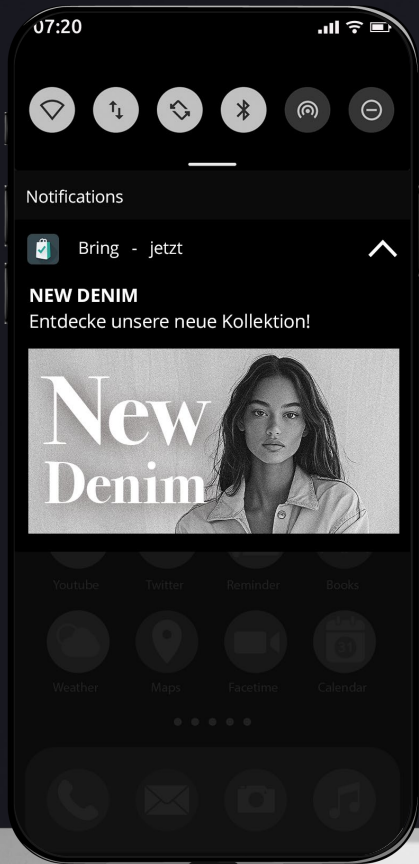 07:20
Notifications
Bring - jetzt
NEW DENIM
Entdecke unsere neue Kollektion!
New
Denim
Youtube Twitter Reminder Books
Weather Maps Facetime Calendar
31